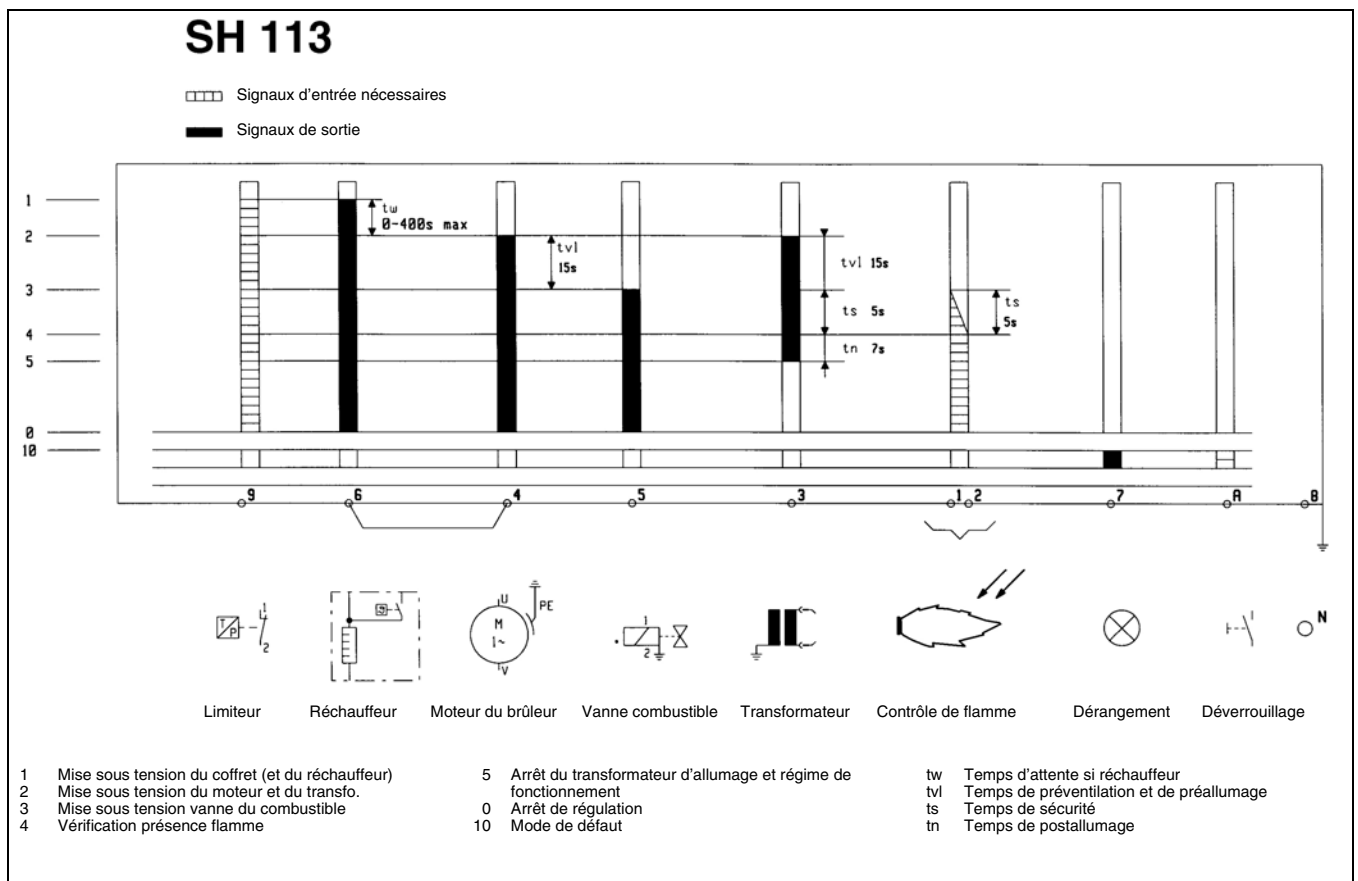 SH 113
Signaux d'entrée nécessaires
Signaux de sortie
1
tw
0-400s max
2
tvl
15s
tvl 15s
3
ts 5s
ts
5s
4
tn 7s
5
0
10
9 6 4 5 3 1 2 7 A B
T P 1 2
U PE
M
1~
V
1
2
N
Limiteur Réchauffeur Moteur du brûleur Vanne combustible Transformateur Contrôle de flamme Dérangement Déverrouillage
1 Mise sous tension du coffret (et du réchauffeur)
2 Mise sous tension du moteur et du transfo.
3 Mise sous tension vanne du combustible
4 Vérification présence flamme
5 Arrêt du transformateur d'allumage et régime de
fonctionnement
0 Arrêt de régulation
10 Mode de défaut
tw Temps d'attente si réchauffeur
tvl Temps de préventilation et de préallumage
ts Temps de sécurité
tn Temps de postallumage